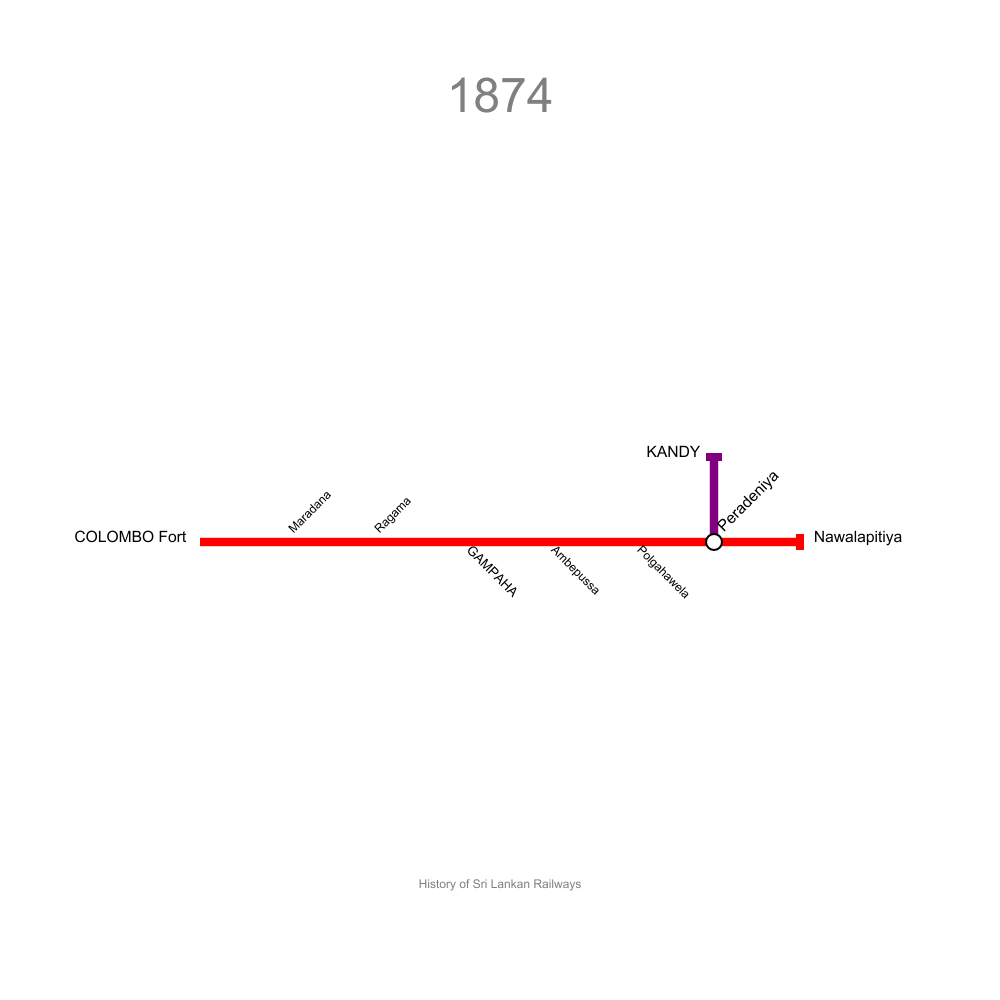 1874
KANDY
Peradeniya
Maradana
Ragama
COLOMBO Fort
Nawalapitiya
GAMPAHA
Ambepussa
Polgahawela
History of Sri Lankan Railways